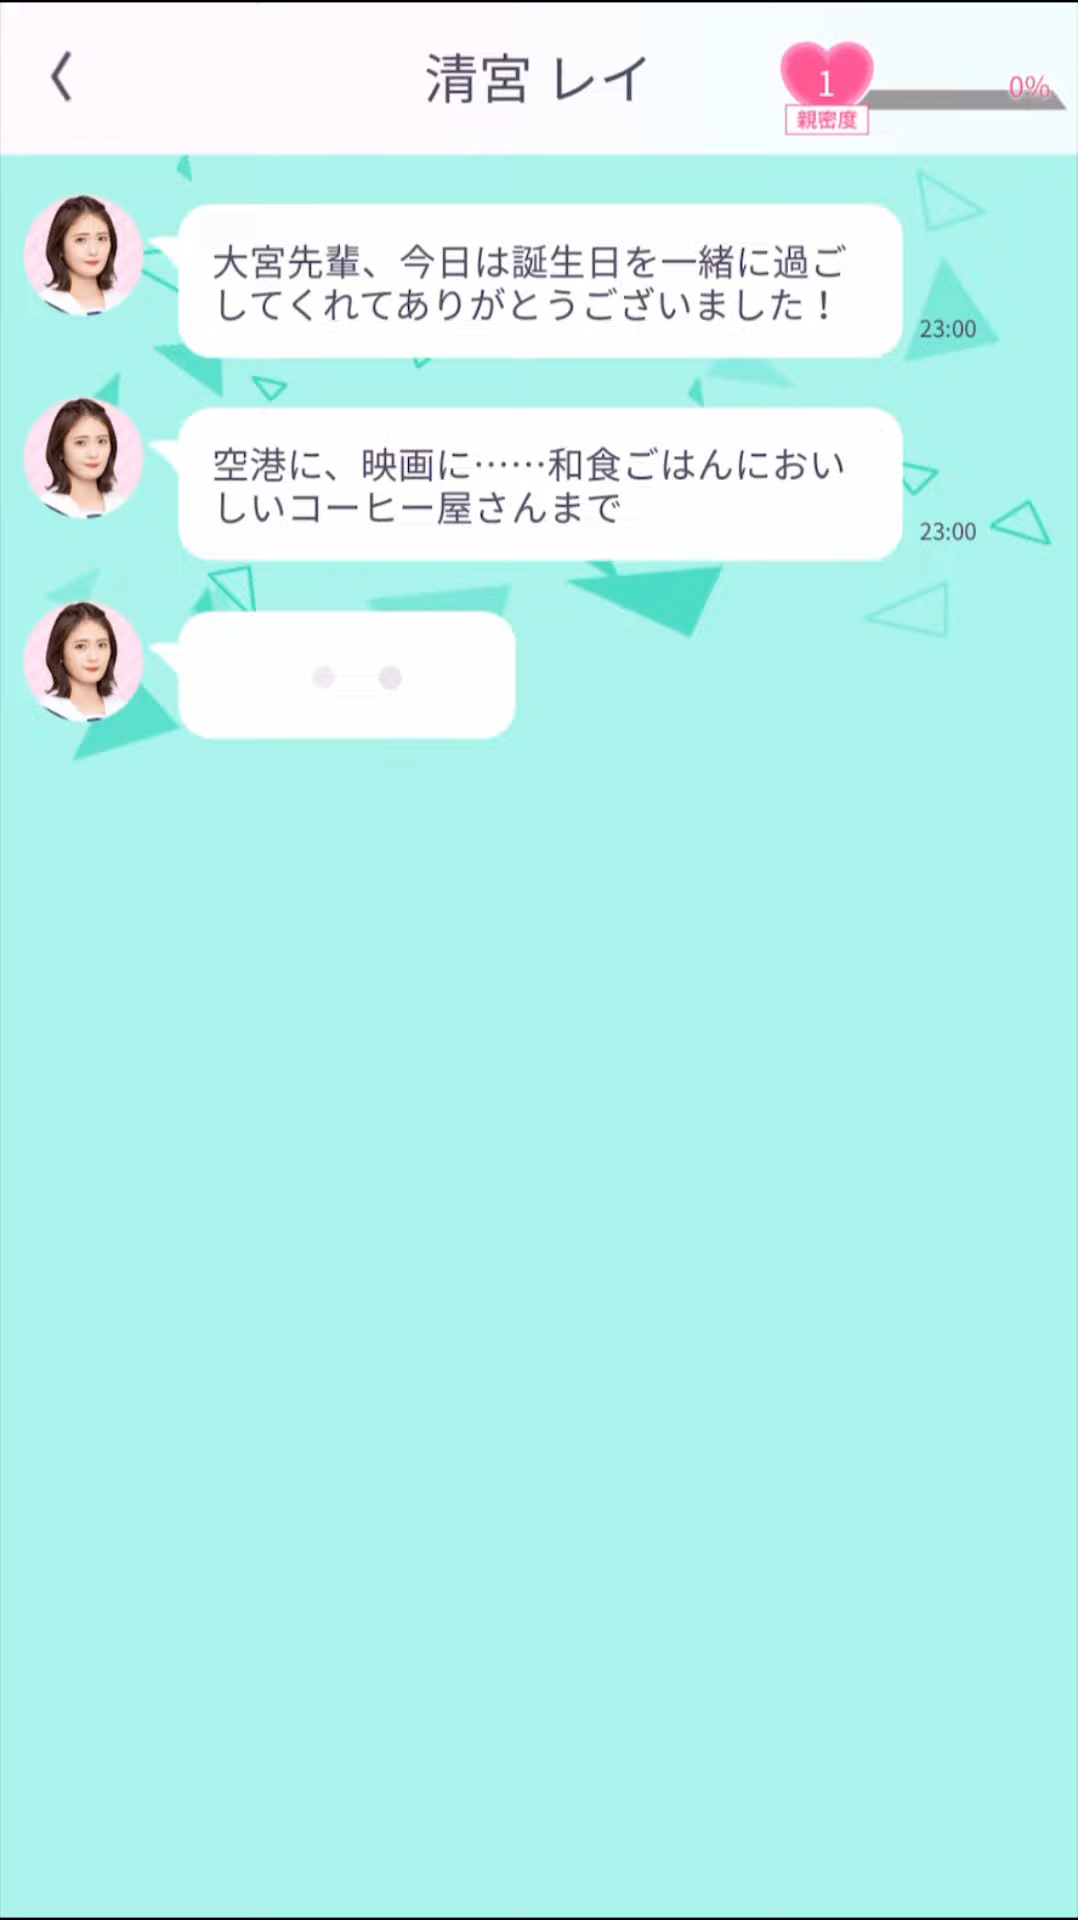 清宮 レイ
1
親密度
0%
大宮先輩、今日は誕生日を一緒に過ご
してくれてありがとうございました！
23:00
空港に、映画に……和食ごはんにおい
しいコーヒー屋さんまで
23:00